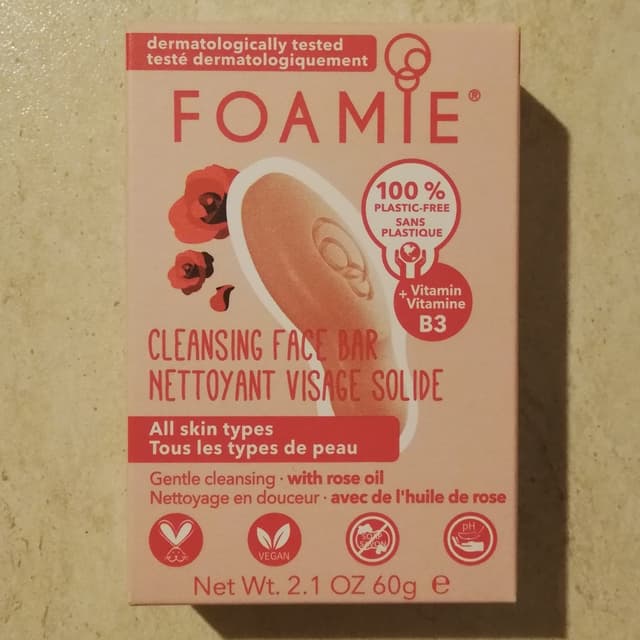 dermatologically tested
testé dermatologiquement
FOAMIE®
100 %
PLASTIC-FREE
SANS
PLASTIQUE
+ Vitamin
Vitamine
B3
CLEANSING FACE BAR
NETTOYANT VISAGE SOLIDE
All skin types
Tous les types de peau
Gentle cleansing · with rose oil
Nettoyage en douceur · avec de l'huile de rose
VEGAN
SOAP
SAVON
pH
Net Wt. 2.1 OZ 60g ℮